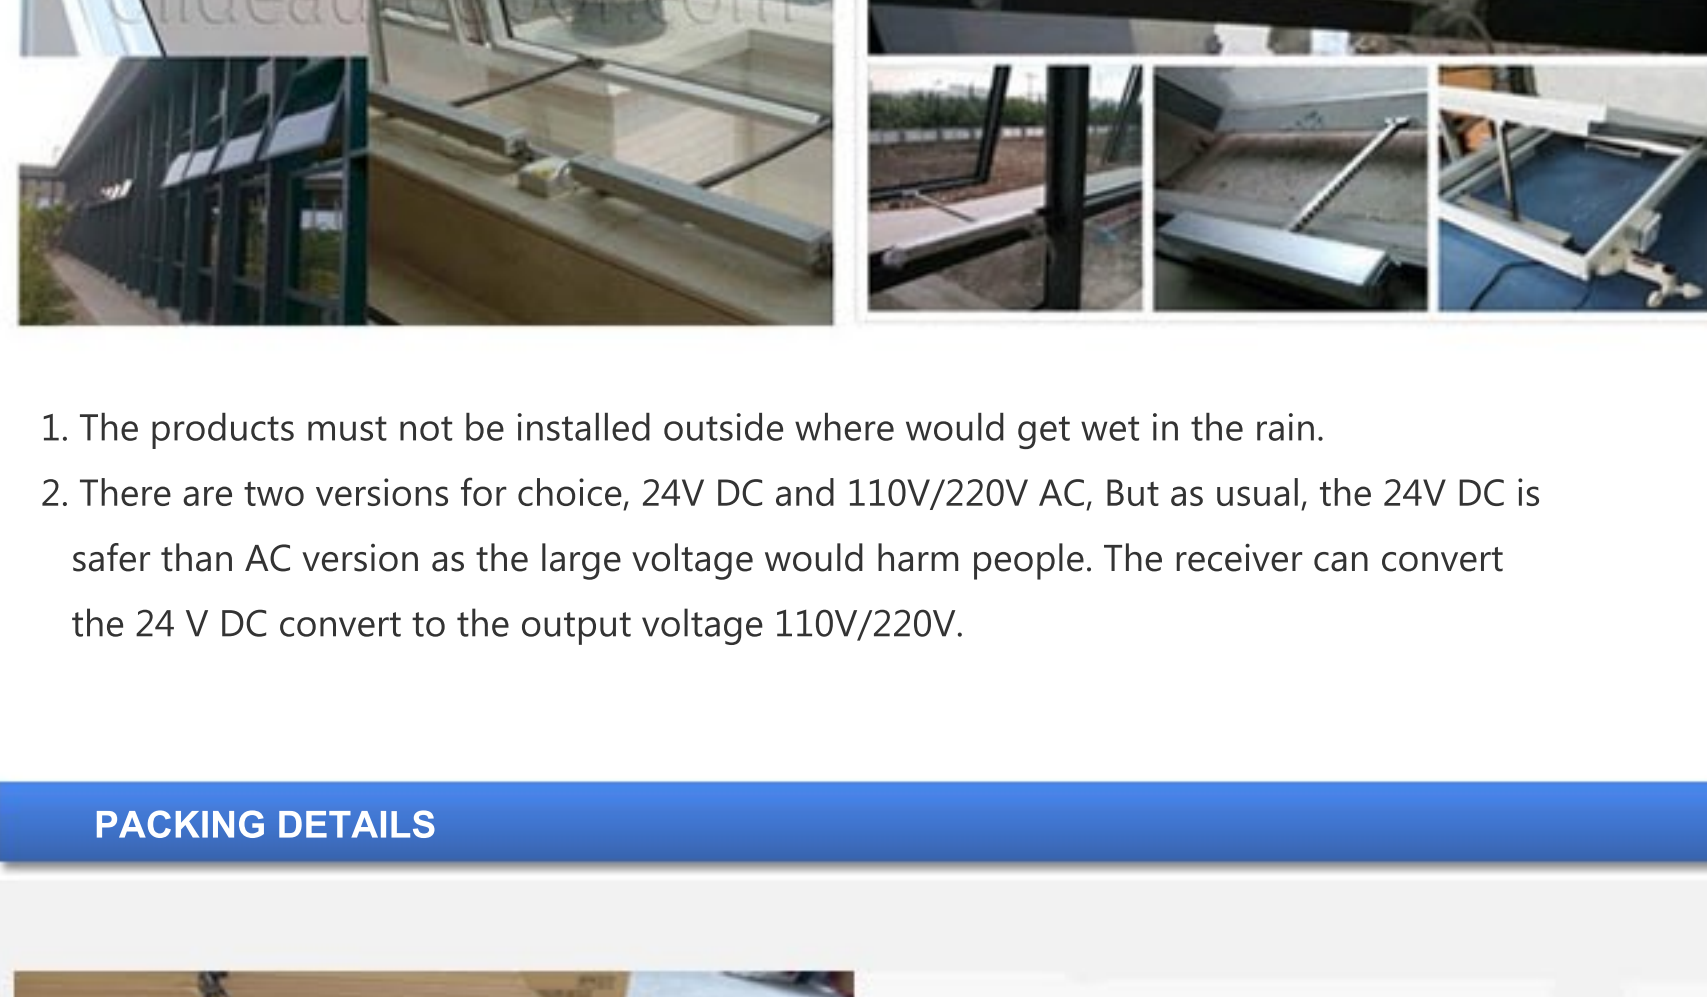 1. The products must not be installed outside where would get wet in the rain.
2. There are two versions for choice, 24V DC and 110V/220V AC, But as usual, the 24V DC is
safer than AC version as the large voltage would harm people. The receiver can convert
the 24 V DC convert to the output voltage 110V/220V.
PACKING DETAILS